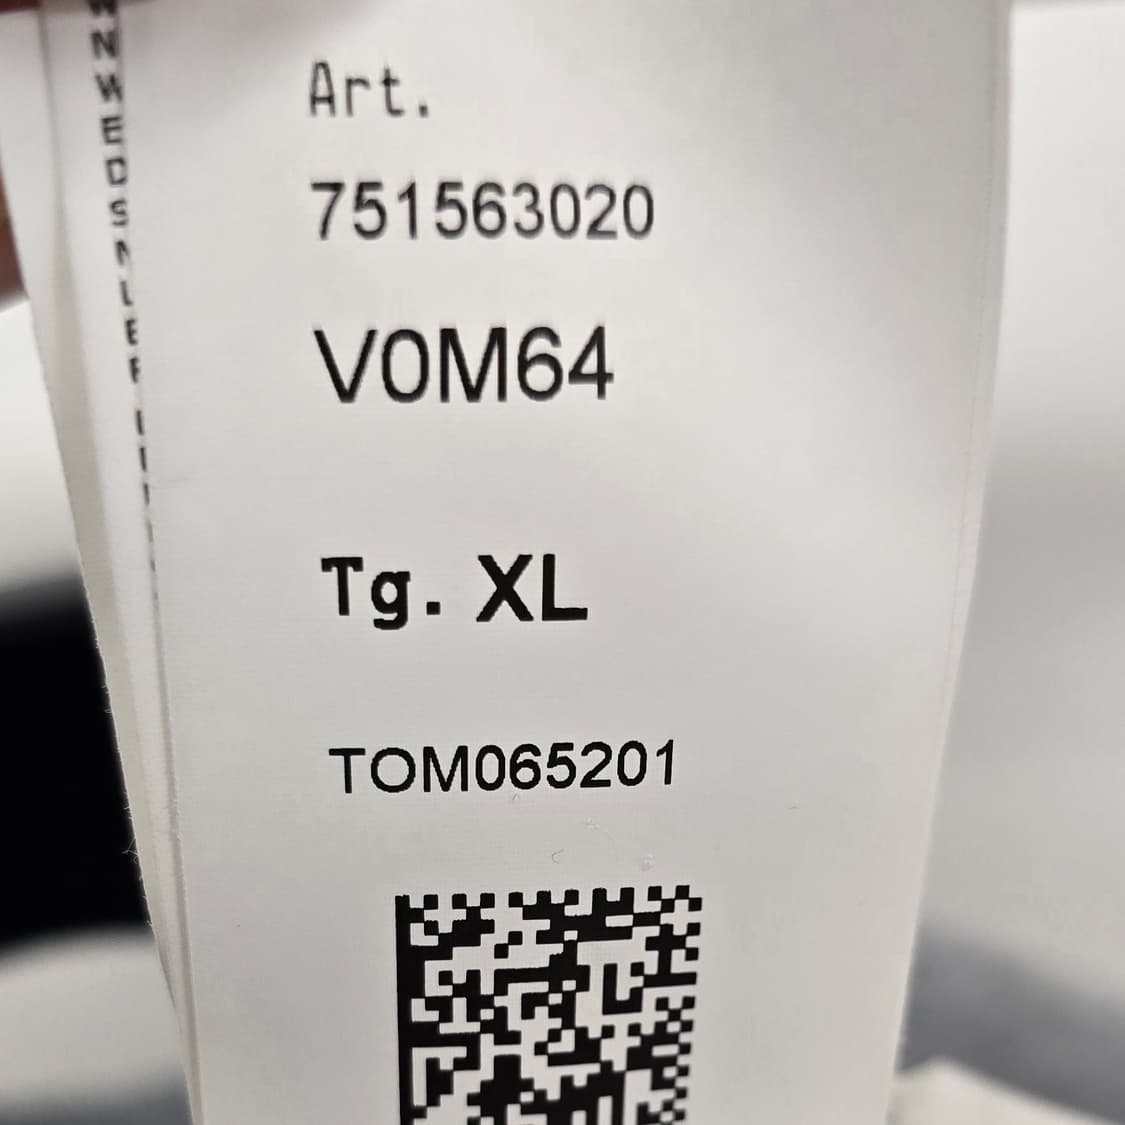 Art.
751563020
V0M64
Tg. XL
TOM065201